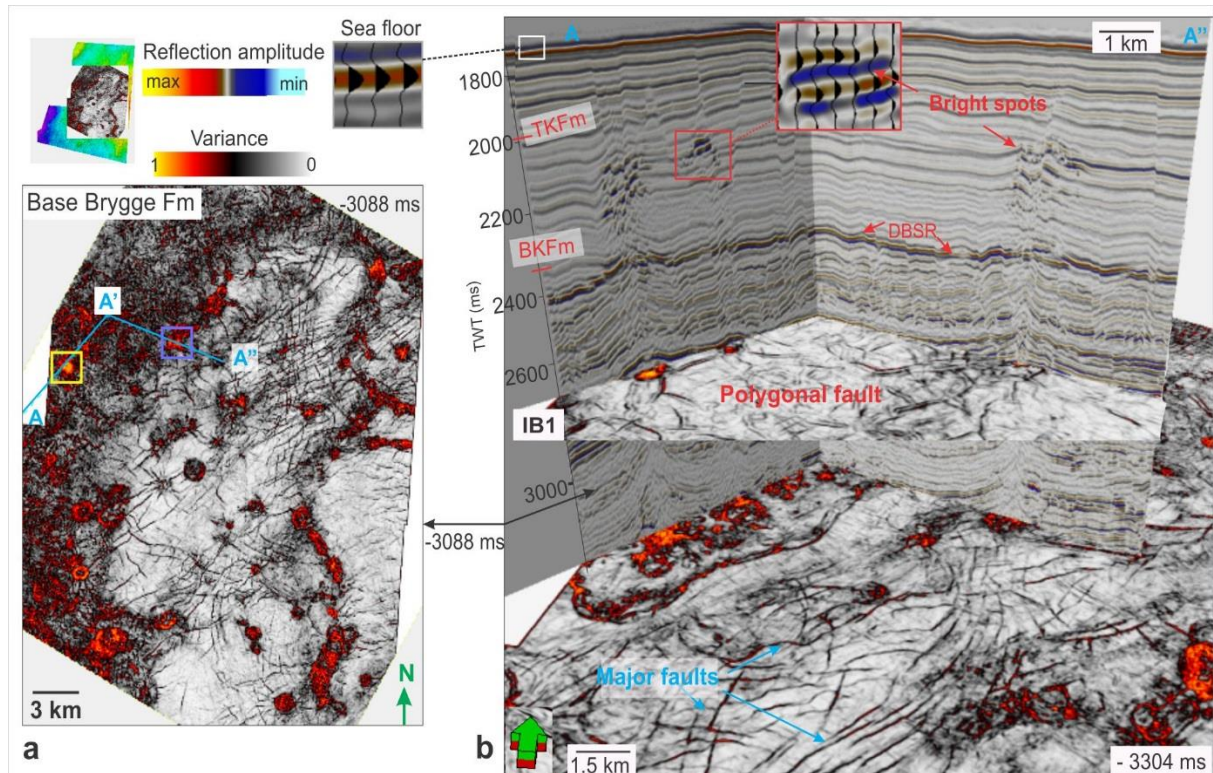 Reflection amplitude
max
min
Variance
1
0
Sea floor
Base Brygge Fm
-3088 ms
A'
A''
A
3 km
N
a
A
A''
1 km
1800
2000
2200
2400
2600
3000
TWT (ms)
TKFm
BKFm
Bright spots
DBSR
Polygonal fault
IB1
-3088 ms
Major faults
b
1.5 km
- 3304 ms